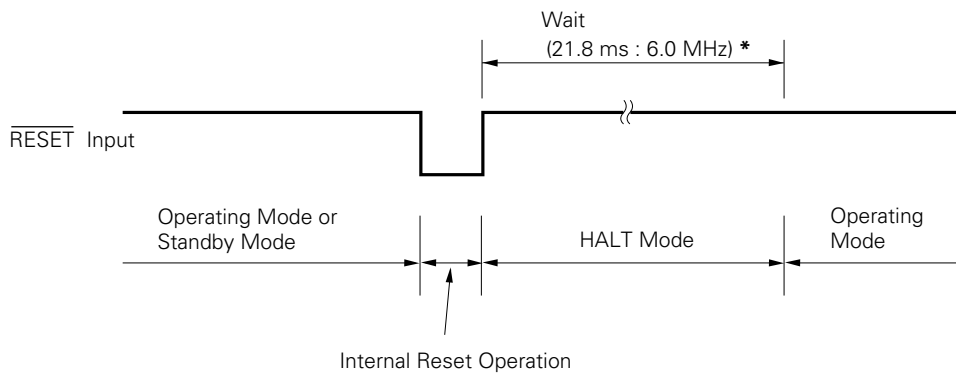 Wait
(21.8 ms : 6.0 MHz) *
RESET Input
Operating Mode or
Standby Mode
HALT Mode
Operating
Mode
Internal Reset Operation